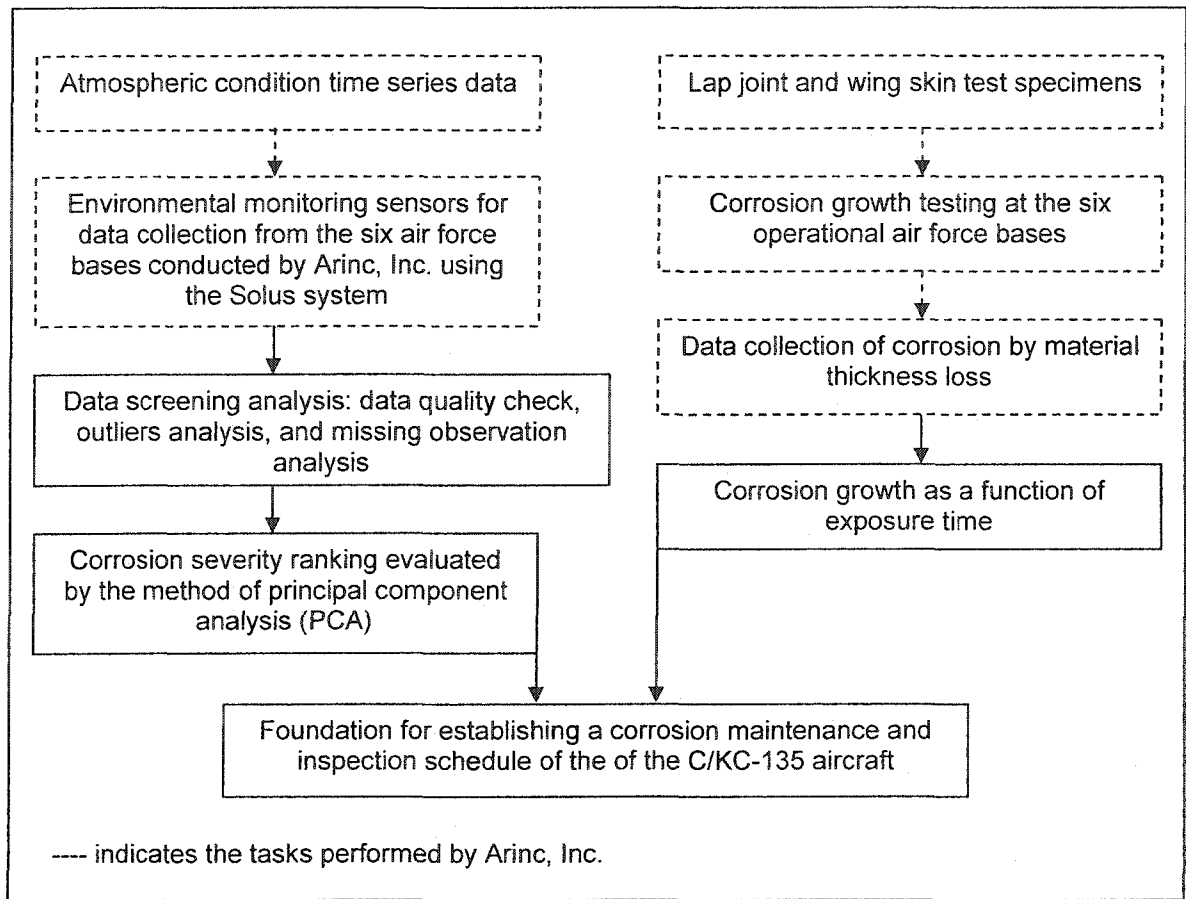 Atmospheric condition time series data
Environmental monitoring sensors for
data collection from the six air force
bases conducted by Arinc, Inc. using
the Solus system
Data screening analysis: data quality check,
outliers analysis, and missing observation
analysis
Corrosion severity ranking evaluated
by the method of principal component
analysis (PCA)
Lap joint and wing skin test specimens
Corrosion growth testing at the six
operational air force bases
Data collection of corrosion by material
thickness loss
Corrosion growth as a function of
exposure time
Foundation for establishing a corrosion maintenance and
inspection schedule of the of the C/KC-135 aircraft
---- indicates the tasks performed by Arinc, Inc.